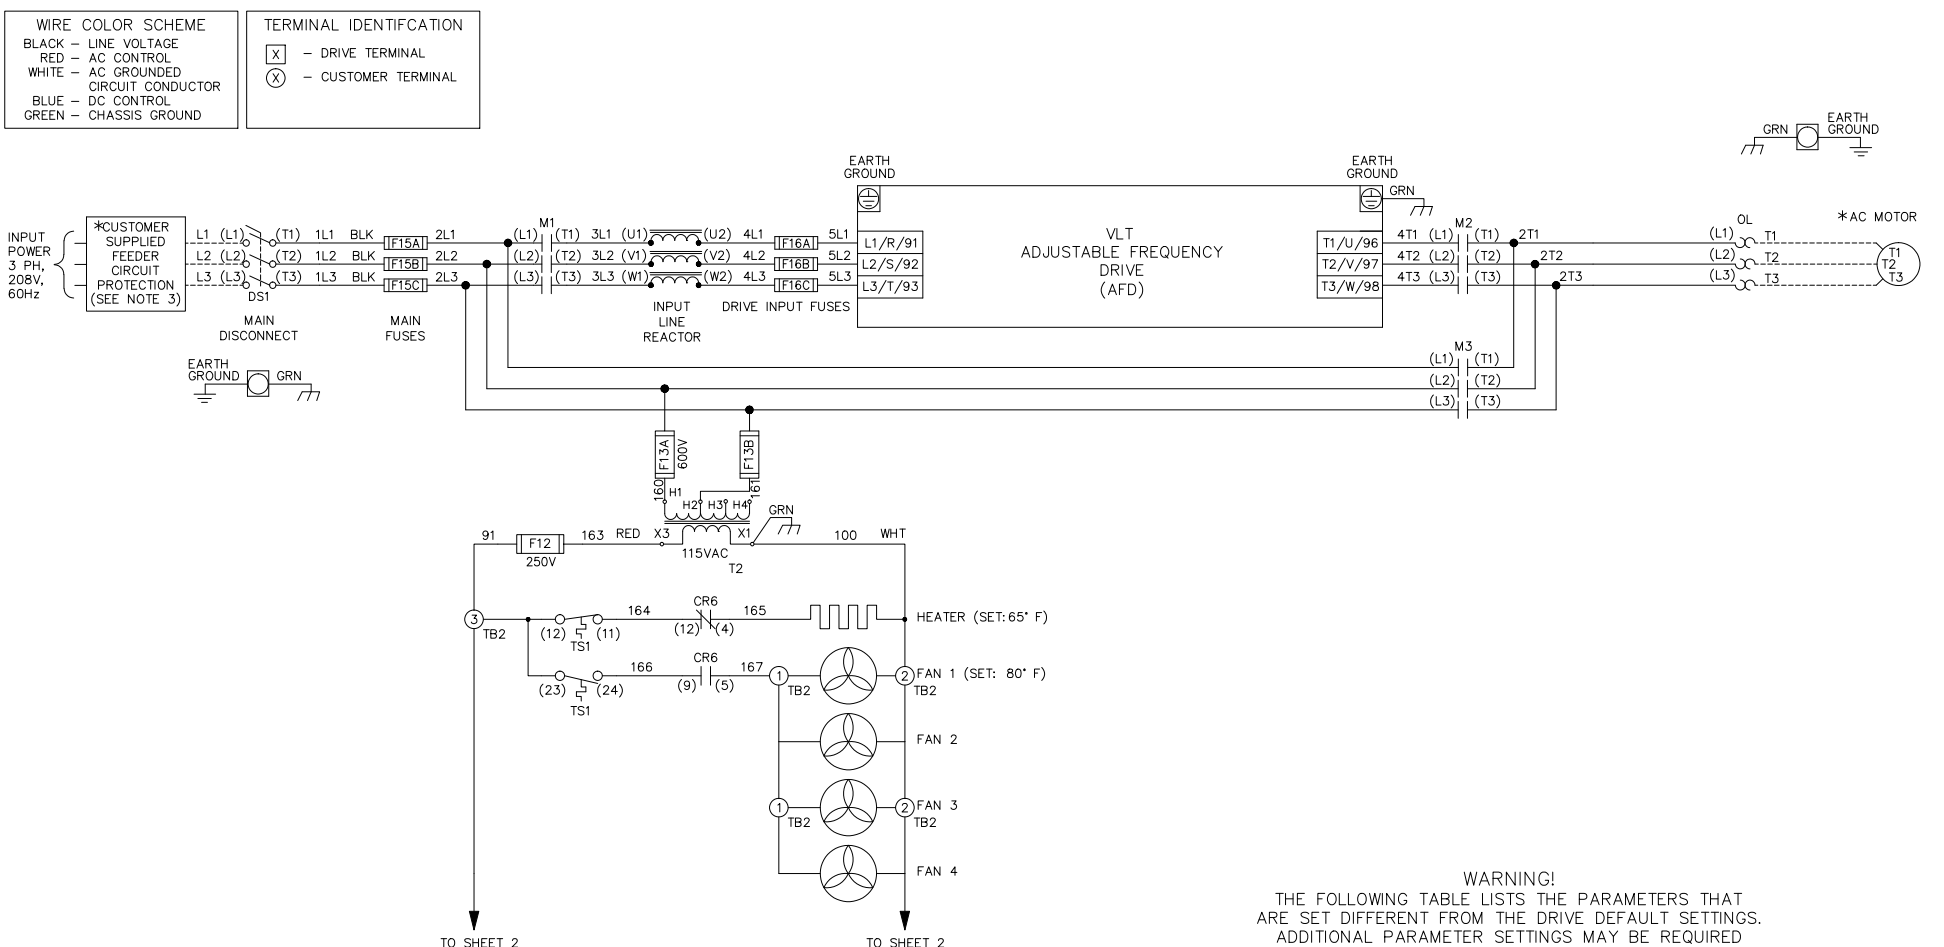 WIRE COLOR SCHEME
BLACK – LINE VOLTAGE
RED – AC CONTROL
WHITE – AC GROUNDED
CIRCUIT CONDUCTOR
BLUE – DC CONTROL
GREEN – CHASSIS GROUND
TERMINAL IDENTIFCATION
X – DRIVE TERMINAL
X – CUSTOMER TERMINAL
GRN
EARTH
GROUND
INPUT
POWER
3 PH,
208V,
60Hz
*CUSTOMER
SUPPLIED
FEEDER
CIRCUIT
PROTECTION
(SEE NOTE 3)
L1 (L1) (T1) 1L1 BLK F15A 2L1
L2 (L2) (T2) 1L2 BLK F15B 2L2
L3 (L3) (T3) 1L3 BLK F15C 2L3
DS1
MAIN
DISCONNECT
MAIN
FUSES
M1
(L1) (T1) 3L1 (U1) (U2) 4L1 F16A 5L1
(L2) (T2) 3L2 (V1) (V2) 4L2 F16B 5L2
(L3) (T3) 3L3 (W1) (W2) 4L3 F16C 5L3
INPUT
LINE
REACTOR
DRIVE INPUT FUSES
EARTH
GROUND
L1/R/91
L2/S/92
L3/T/93
VLT
ADJUSTABLE FREQUENCY
DRIVE
(AFD)
EARTH
GROUND
GRN
T1/U/96
T2/V/97
T3/W/98
M2
4T1 (L1) (T1) 2T1
4T2 (L2) (T2) 2T2
4T3 (L3) (T3) 2T3
OL
(L1) T1
(L2) T2
(L3) T3
*AC MOTOR
T1
T2
T3
M3
(L1) (T1)
(L2) (T2)
(L3) (T3)
EARTH
GROUND
GRN
F13A
600V
F13B
160
161
H1
H2 H3 H4
GRN
91 F12 163 RED X3 X1 100 WHT
250V
115VAC
T2
3
TB2
(12) (11)
TS1
164
CR6
(12) (4)
165
HEATER (SET:65° F)
(23) (24)
TS1
166
CR6
(9) (5)
167
1
TB2
2
TB2
FAN 1 (SET: 80° F)
FAN 2
1
TB2
2
TB2
FAN 3
FAN 4
TO SHEET 2
TO SHEET 2
WARNING!
THE FOLLOWING TABLE LISTS THE PARAMETERS THAT
ARE SET DIFFERENT FROM THE DRIVE DEFAULT SETTINGS.
ADDITIONAL PARAMETER SETTINGS MAY BE REQUIRED